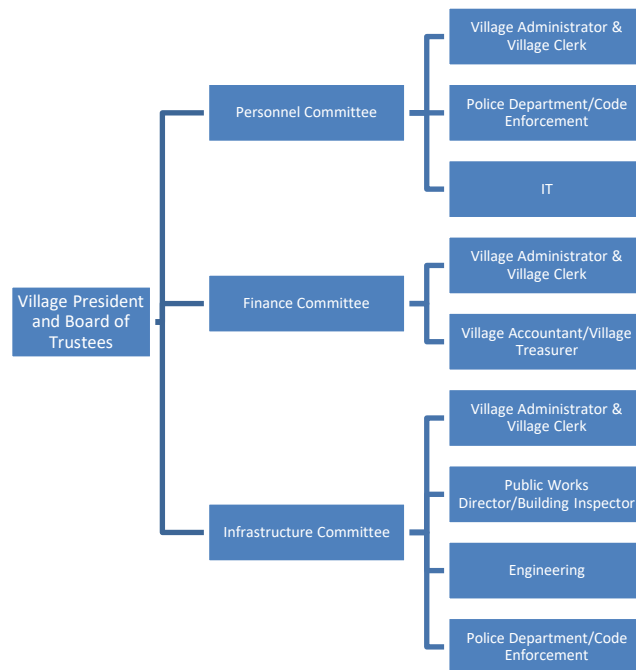 Village President
and Board of
Trustees
Personnel Committee
Village Administrator &
Village Clerk
Police Department/Code
Enforcement
IT
Finance Committee
Village Administrator &
Village Clerk
Village Accountant/Village
Treasurer
Infrastructure Committee
Village Administrator &
Village Clerk
Public Works
Director/Building Inspector
Engineering
Police Department/Code
Enforcement